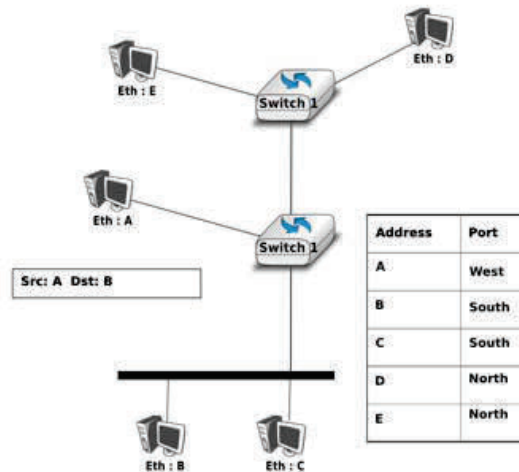 Eth : D
Eth : E
Switch 1
Eth : A
Switch 1
Src: A Dst: B
Address Port
A West
B South
C South
D North
E North
Eth : B
Eth : C